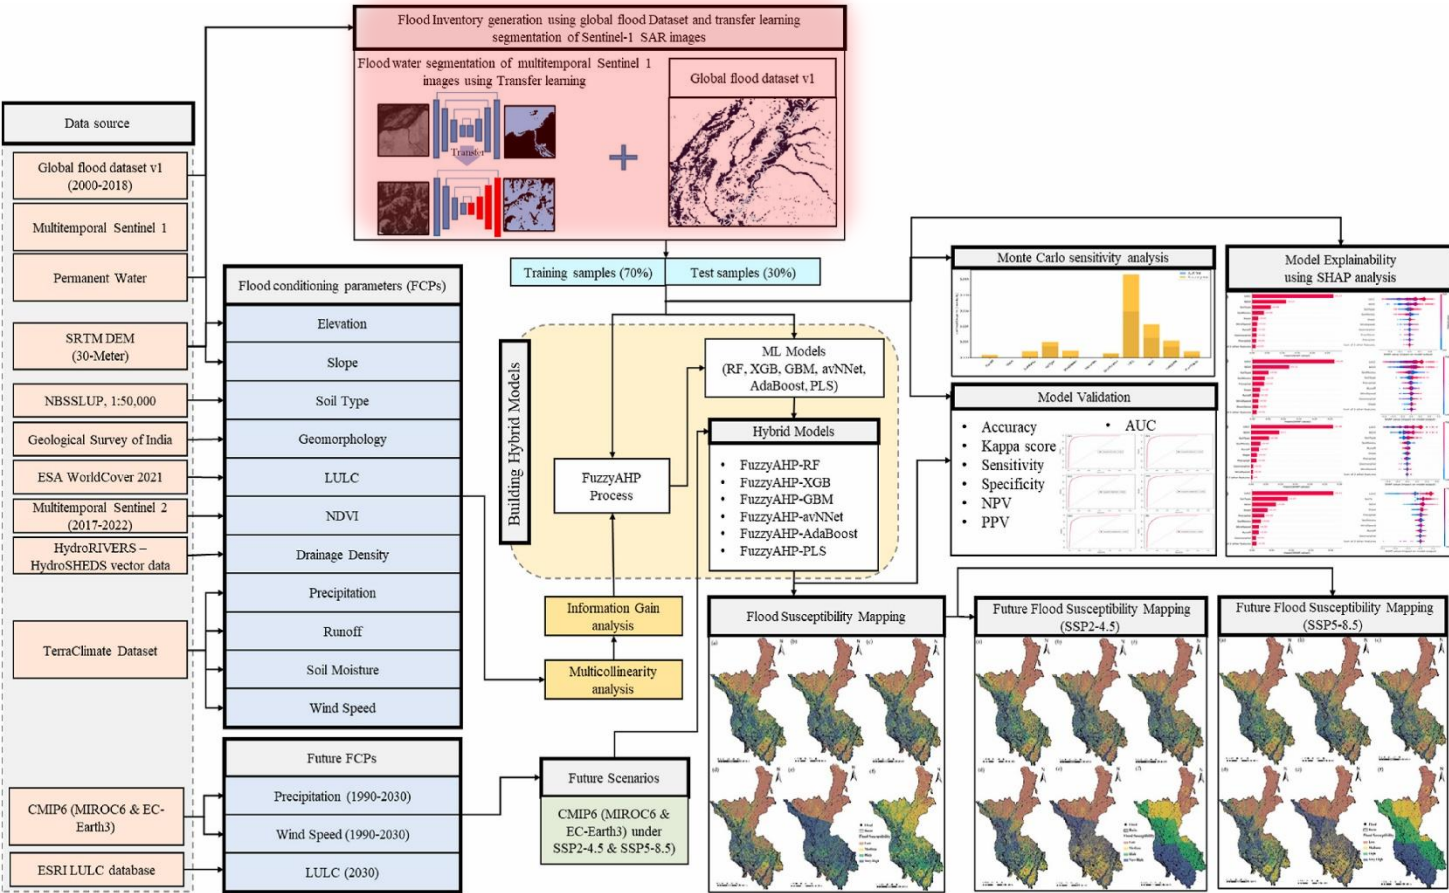 Flood Inventory generation using global flood Dataset and transfer learning
segmentation of Sentinel-1 SAR images
Flood water segmentation of multitemporal Sentinel 1
images using Transfer learning
Transfer
Global flood dataset v1
Data source
Global flood dataset v1
(2000-2018)
Multitemporal Sentinel 1
Permanent Water
SRTM DEM
(30-Meter)
NBSSLUP, 1:50,000
Geological Survey of India
ESA WorldCover 2021
Multitemporal Sentinel 2
(2017-2022)
HydroRIVERS –
HydroSHEDS vector data
TerraClimate Dataset
CMIP6 (MIROC6 & EC-
Earth3)
ESRI LULC database
Flood conditioning parameters (FCPs)
Elevation
Slope
Soil Type
Geomorphology
LULC
NDVI
Drainage Density
Precipitation
Runoff
Soil Moisture
Wind Speed
Future FCPs
Precipitation (1990-2030)
Wind Speed (1990-2030)
LULC (2030)
Training samples (70%)
Test samples (30%)
Building Hybrid Models
FuzzyAHP
Process
ML Models
(RF, XGB, GBM, avNNet,
AdaBoost, PLS)
Hybrid Models
• FuzzyAHP-RF
• FuzzyAHP-XGB
• FuzzyAHP-GBM
• FuzzyAHP-avNNet
• FuzzyAHP-AdaBoost
• FuzzyAHP-PLS
Information Gain
analysis
Multicollinearity
analysis
Future Scenarios
CMIP6 (MIROC6 &
EC-Earth3) under
SSP2-4.5 & SSP5-8.5)
Monte Carlo sensitivity analysis
Model Validation
• Accuracy
• Kappa score
• Sensitivity
• Specificity
• NPV
• PPV
• AUC
Model Explainability
using SHAP analysis
Flood Susceptibility Mapping
Future Flood Susceptibility Mapping
(SSP2-4.5)
Future Flood Susceptibility Mapping
(SSP5-8.5)